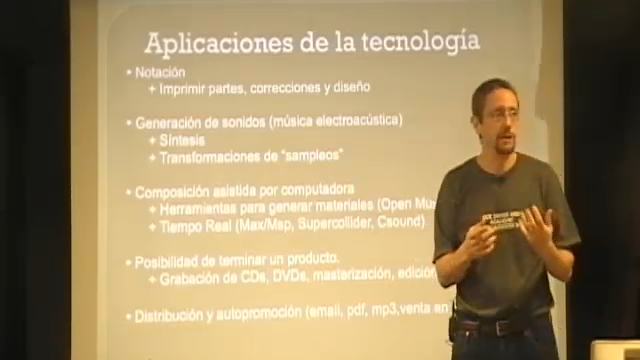 Aplicaciones de la tecnología
• Notación
+ Imprimir partes, correcciones y diseño
• Generación de sonidos (música electroacústica)
+ Síntesis
+ Transformaciones de "sampleos"
• Composición asistida por computadora
+ Herramientas para generar materiales (Open Mus
+ Tiempo Real (Max/Msp, Supercollider, Csound)
• Posibilidad de terminar un producto.
+ Grabación de CDs, DVDs, masterización, edición
• Distribución y autopromoción (email, pdf, mp3,venta en